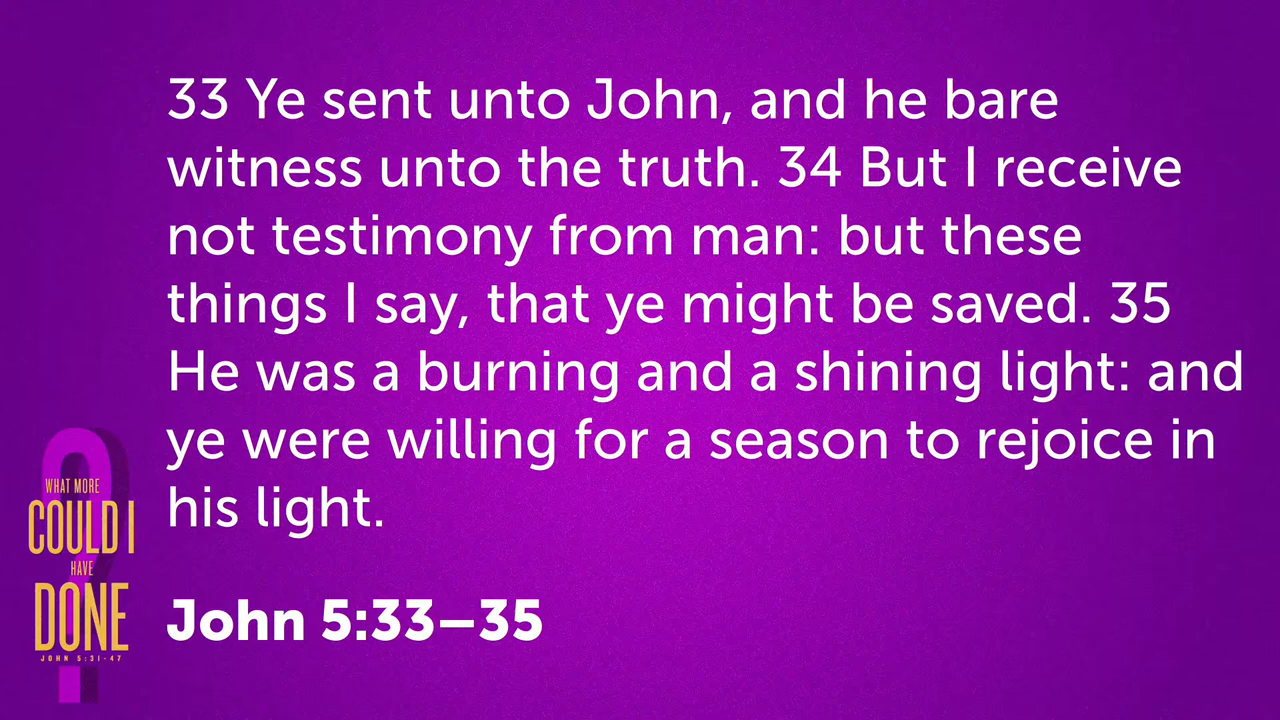 33 Ye sent unto John, and he bare
witness unto the truth. 34 But I receive
not testimony from man: but these
things I say, that ye might be saved. 35
He was a burning and a shining light: and
ye were willing for a season to rejoice in
his light.
John 5:33–35
WHAT MORE
COULD I
HAVE
DONE
JOHN 5:31-47
?